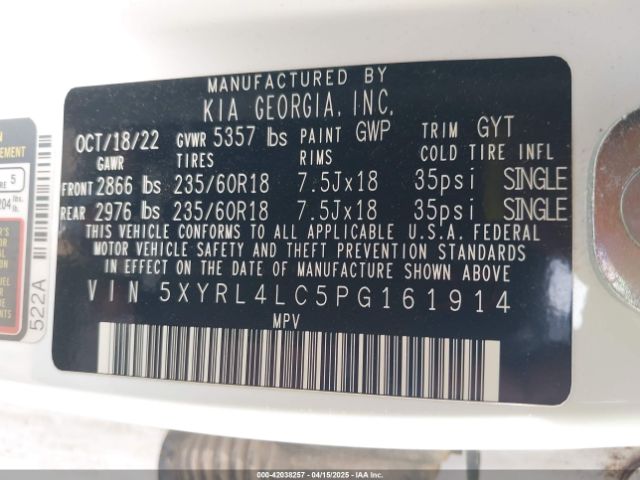 MANUFACTURED BY
KIA GEORGIA, INC.
OCT/18/22 GVWR 5357 lbs PAINT GWP TRIM GYT
GAWR TIRES RIMS COLD TIRE INFL
FRONT 2866 lbs 235/60R18 7.5Jx18 35psi SINGLE
REAR 2976 lbs 235/60R18 7.5Jx18 35psi SINGLE
THIS VEHICLE CONFORMS TO ALL APPLICABLE U.S.A. FEDERAL
MOTOR VEHICLE SAFETY AND THEFT PREVENTION STANDARDS
IN EFFECT ON THE DATE OF MANUFACTURE SHOWN ABOVE.
VIN 5XYRL4LC5PG161914
MPV
5
522A
000-42038257 - 04/15/2025 - IAA Inc.